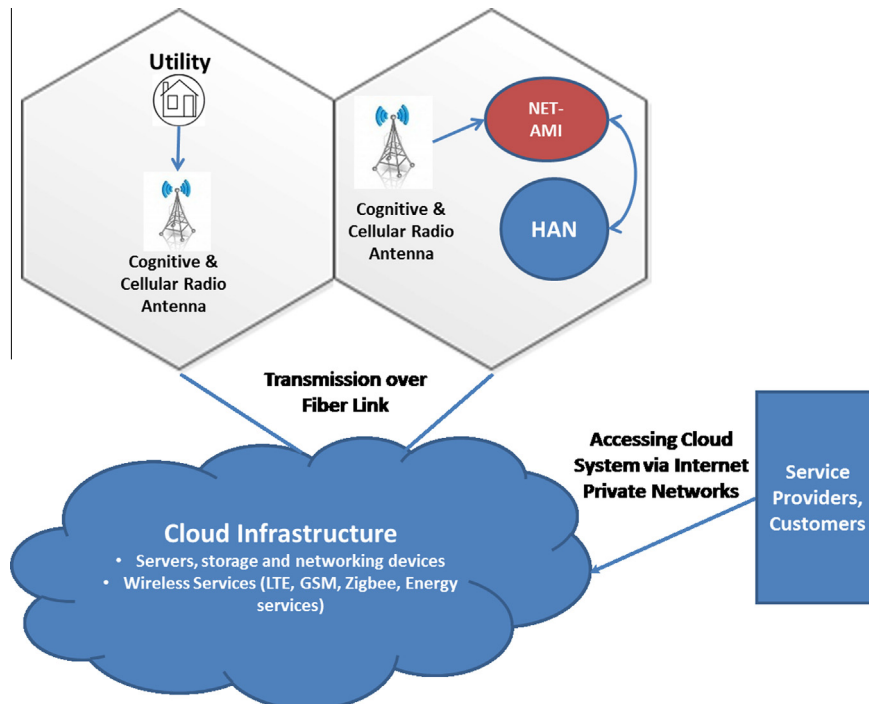 Utility
Cognitive &
Cellular Radio
Antenna
Cognitive &
Cellular Radio
Antenna
NET-
AMI
HAN
Transmission over
Fiber Link
Accessing Cloud
System via Internet
Private Networks
Service
Providers,
Customers
Cloud Infrastructure
• Servers, storage and networking devices
• Wireless Services (LTE, GSM, Zigbee, Energy
services)